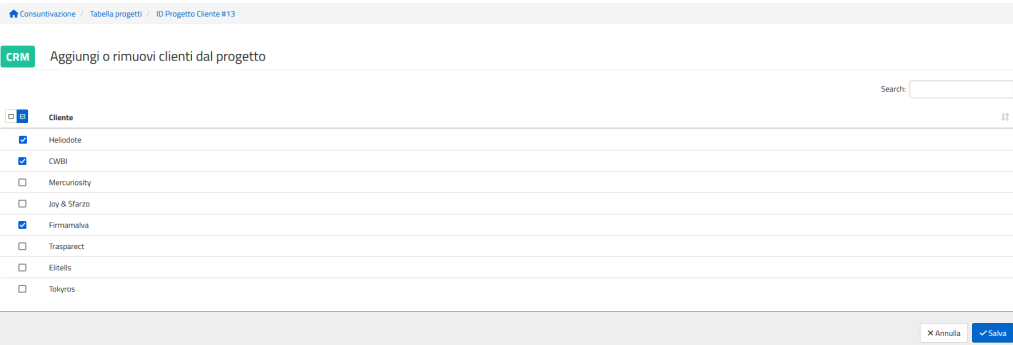 Consuntivazione / Tabella progetti / ID Progetto Cliente #13
CRM Aggiungi o rimuovi clienti dal progetto
Search:
Cliente
Heliodote
CWBI
Mercuriosity
Joy & Sfarzo
Firmamalva
Trasparect
Elitells
Tokyros
Annulla Salva